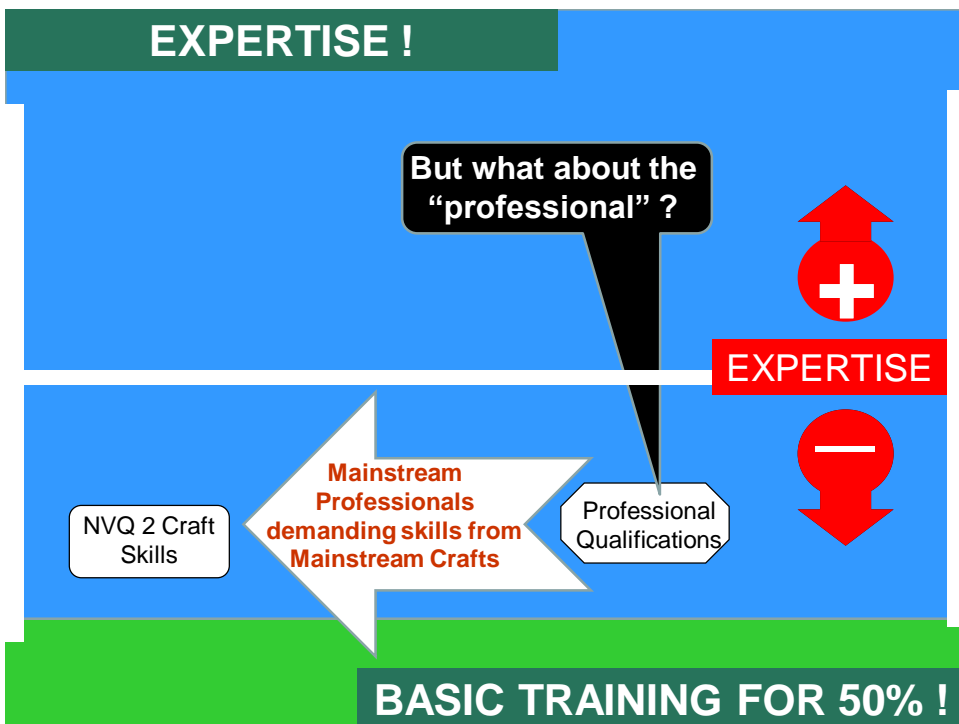 EXPERTISE !
But what about the
“professional” ?
EXPERTISE
Mainstream
Professionals
demanding skills from
Mainstream Crafts
NVQ 2 Craft
Skills
Professional
Qualifications
BASIC TRAINING FOR 50% !